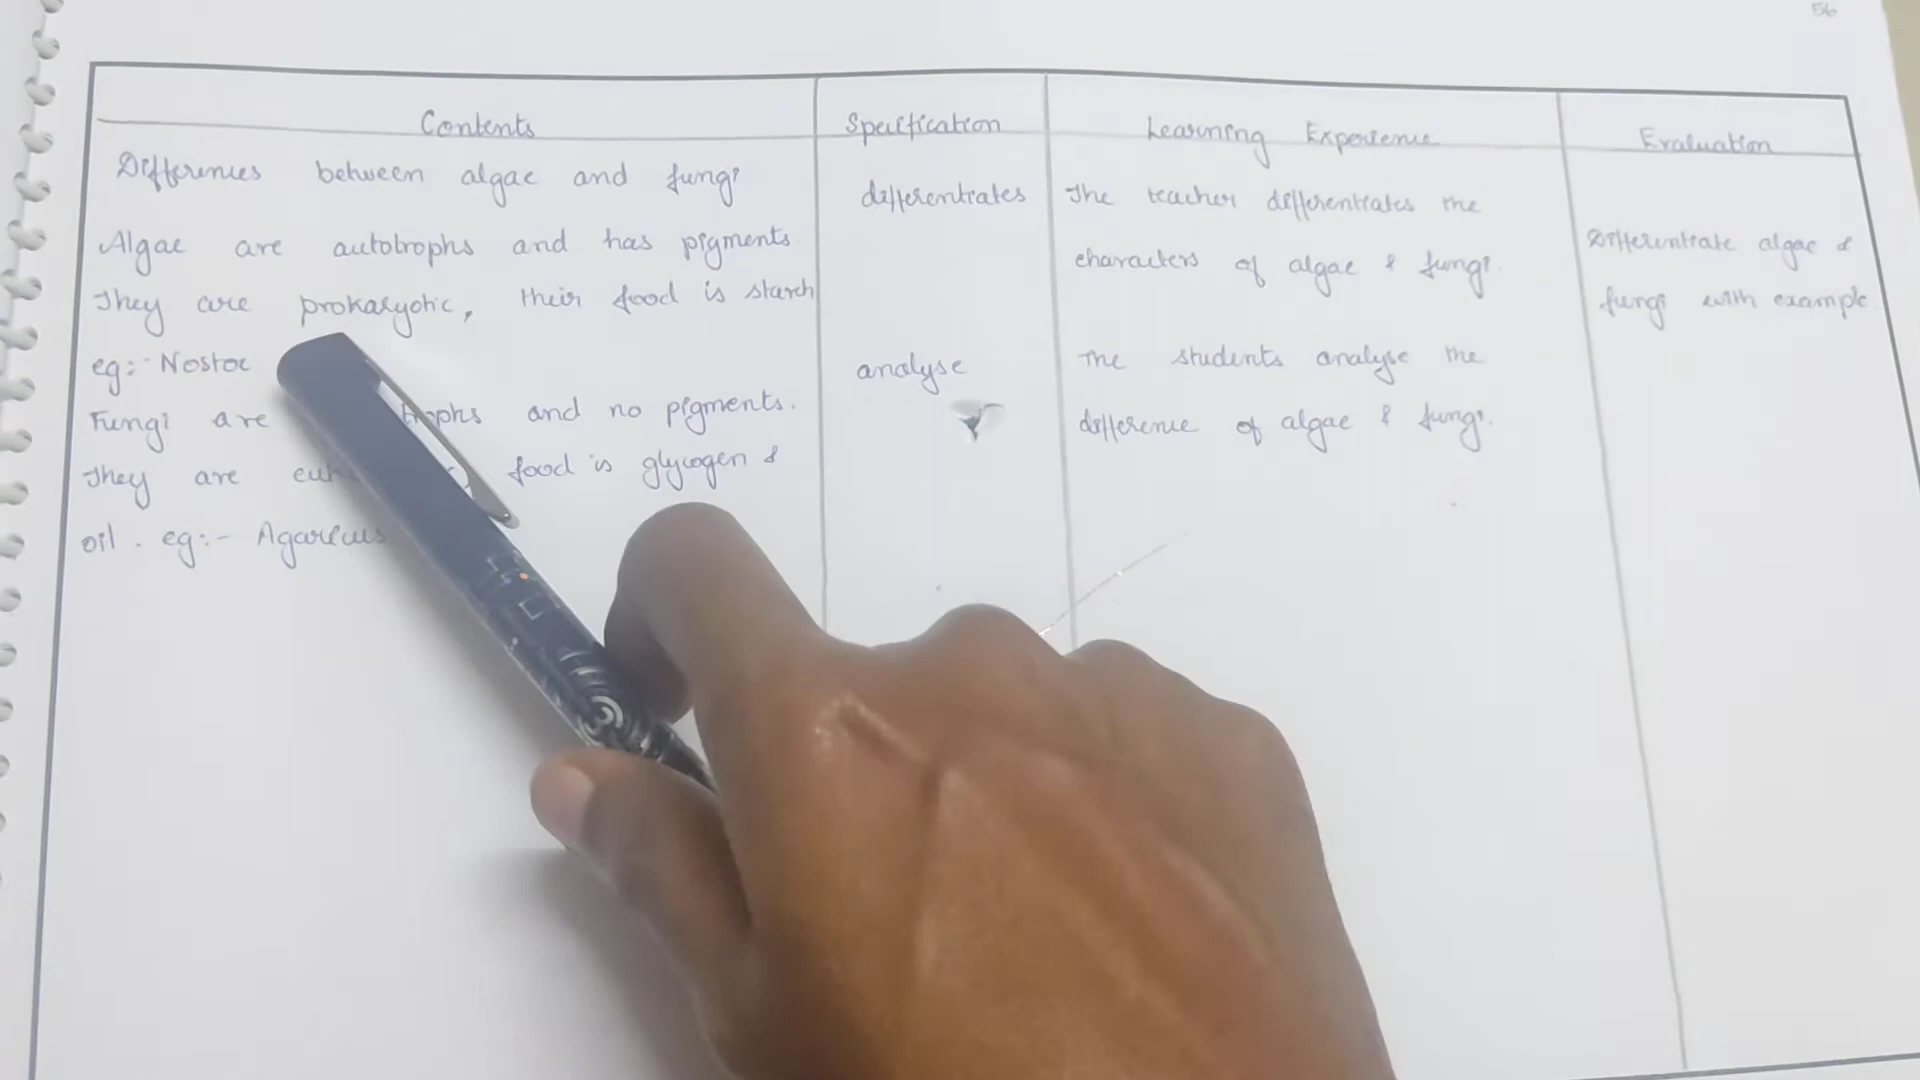 56
Contents
Differences between algae and fungi
Algae are autotrophs and has pigments
They are prokaryotic, their food is starch
eg:- Nostoc
Fungi are and no pigments.
They are food is glycogen &
oil. eg:- Agaricus
Specification
differentiates
analyse
Learning Experience
The teacher differentiates the
characters of algae & fungi.
The students analyse the
difference of algae & fungi.
Evaluation
Differentiate algae &
fungi with example